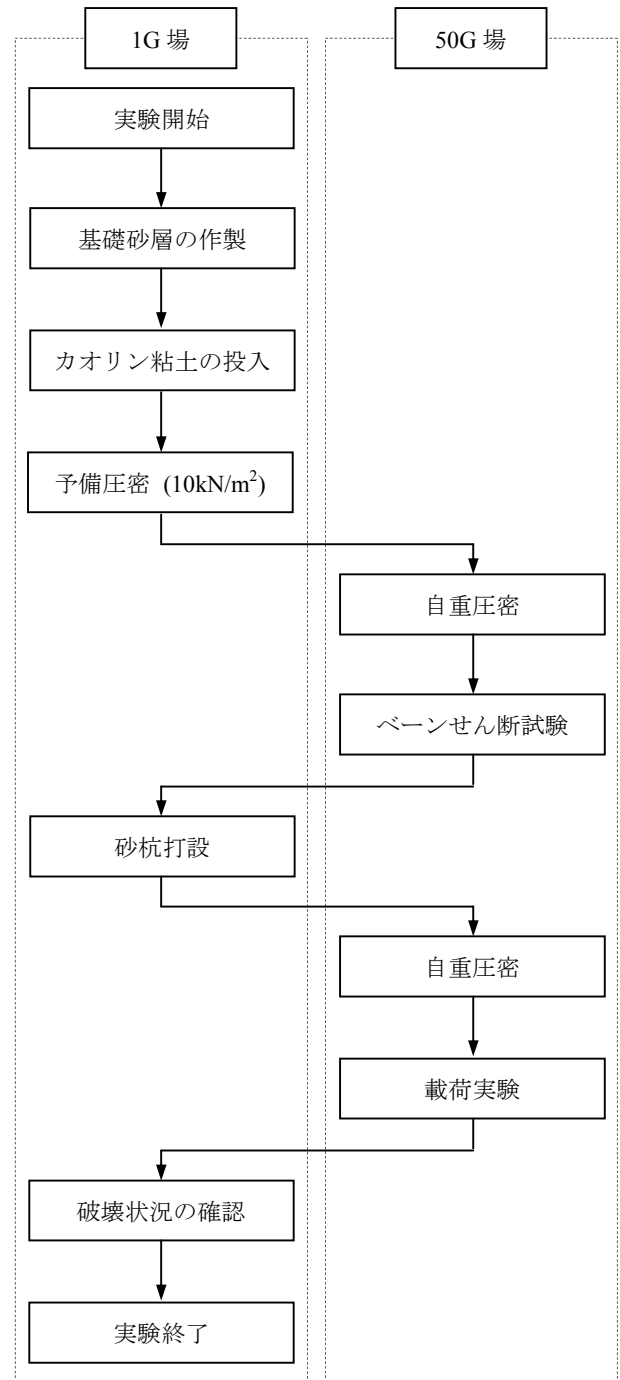 1G 場
50G 場
実験開始
基礎砂層の作製
カオリン粘土の投入
予備圧密 (10kN/m²)
自重圧密
ベーンせん断試験
砂杭打設
自重圧密
載荷実験
破壊状況の確認
実験終了